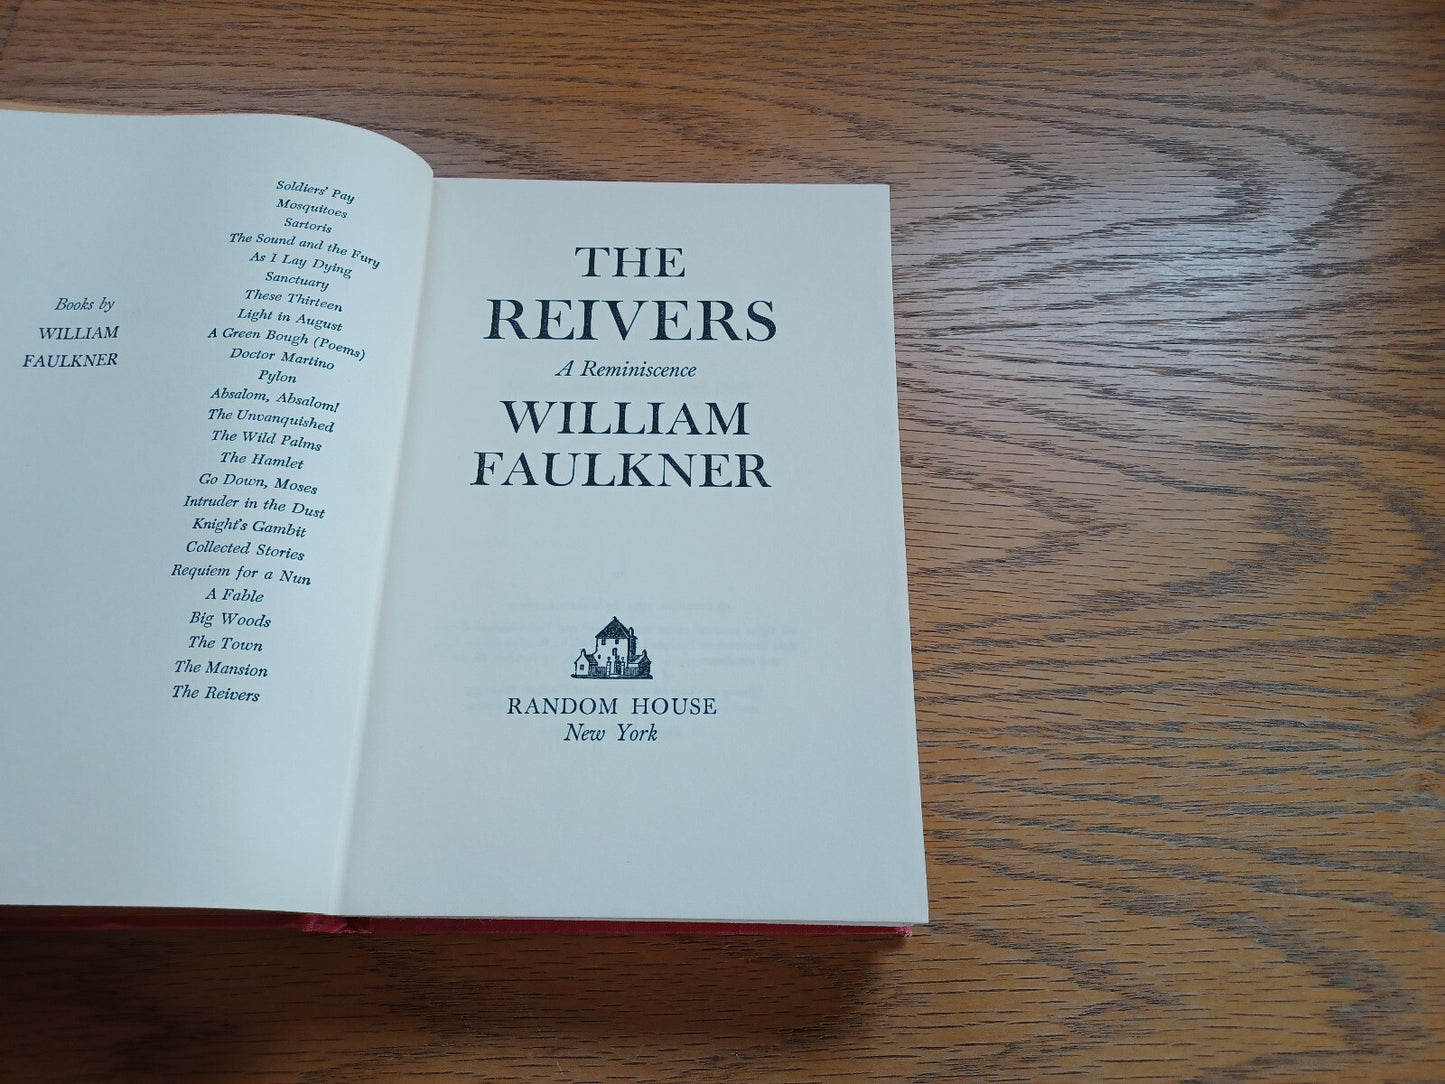 Books by
WILLIAM
FAULKNER
Soldiers' Pay
Mosquitoes
Sartoris
The Sound and the Fury
As I Lay Dying
Sanctuary
These Thirteen
Light in August
A Green Bough (Poems)
Doctor Martino
Pylon
Absalom, Absalom!
The Unvanquished
The Wild Palms
The Hamlet
Go Down, Moses
Intruder in the Dust
Knight's Gambit
Collected Stories
Requiem for a Nun
A Fable
Big Woods
The Town
The Mansion
The Reivers
THE
REIVERS
A Reminiscence
WILLIAM
FAULKNER
RANDOM HOUSE
New York